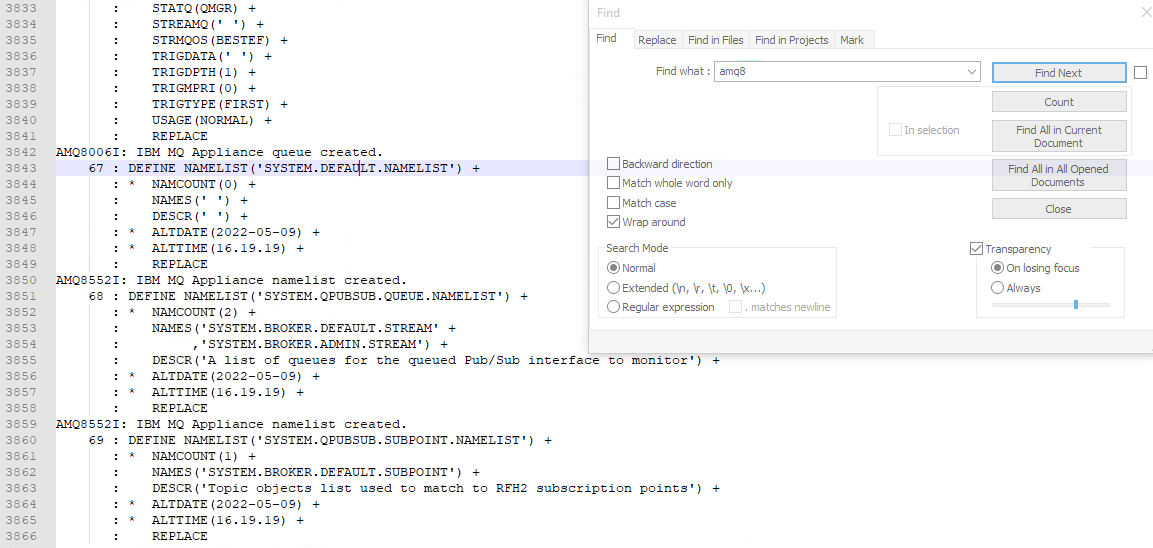 3833 : STATQ(QMGR) +
3834 : STREAMQ(' ') +
3835 : STRMQOS(BESTEF) +
3836 : TRIGDATA(' ') +
3837 : TRIGDPTH(1) +
3838 : TRIGMPRI(0) +
3839 : TRIGTYPE(FIRST) +
3840 : USAGE(NORMAL) +
3841 : REPLACE
3842 AMQ8006I: IBM MQ Appliance queue created.
3843 67 : DEFINE NAMELIST('SYSTEM.DEFAULT.NAMELIST') +
3844 : * NAMCOUNT(0) +
3845 : NAMES(' ') +
3846 : DESCR(' ') +
3847 : * ALTDATE(2022-05-09) +
3848 : * ALTTIME(16.19.19) +
3849 : REPLACE
3850 AMQ8552I: IBM MQ Appliance namelist created.
3851 68 : DEFINE NAMELIST('SYSTEM.QPUBSUB.QUEUE.NAMELIST') +
3852 : * NAMCOUNT(2) +
3853 : NAMES('SYSTEM.BROKER.DEFAULT.STREAM' +
3854 : ,'SYSTEM.BROKER.ADMIN.STREAM') +
3855 : DESCR('A list of queues for the queued Pub/Sub interface to monitor') +
3856 : * ALTDATE(2022-05-09) +
3857 : * ALTTIME(16.19.19) +
3858 : REPLACE
3859 AMQ8552I: IBM MQ Appliance namelist created.
3860 69 : DEFINE NAMELIST('SYSTEM.QPUBSUB.SUBPOINT.NAMELIST') +
3861 : * NAMCOUNT(1) +
3862 : NAMES('SYSTEM.BROKER.DEFAULT.SUBPOINT') +
3863 : DESCR('Topic objects list used to match to RFH2 subscription points') +
3864 : * ALTDATE(2022-05-09) +
3865 : * ALTTIME(16.19.19) +
3866 : REPLACE
Find
Find Replace Find in Files Find in Projects Mark
Find what : amq8 Find Next
Count
In selection
Find All in Current
Document
Find All in All Opened
Documents
Close
Backward direction
Match whole word only
Match case
Wrap around
Search Mode
Normal
Extended (\n, \r, \t, \0, \x...)
Regular expression . matches newline
Transparency
On losing focus
Always